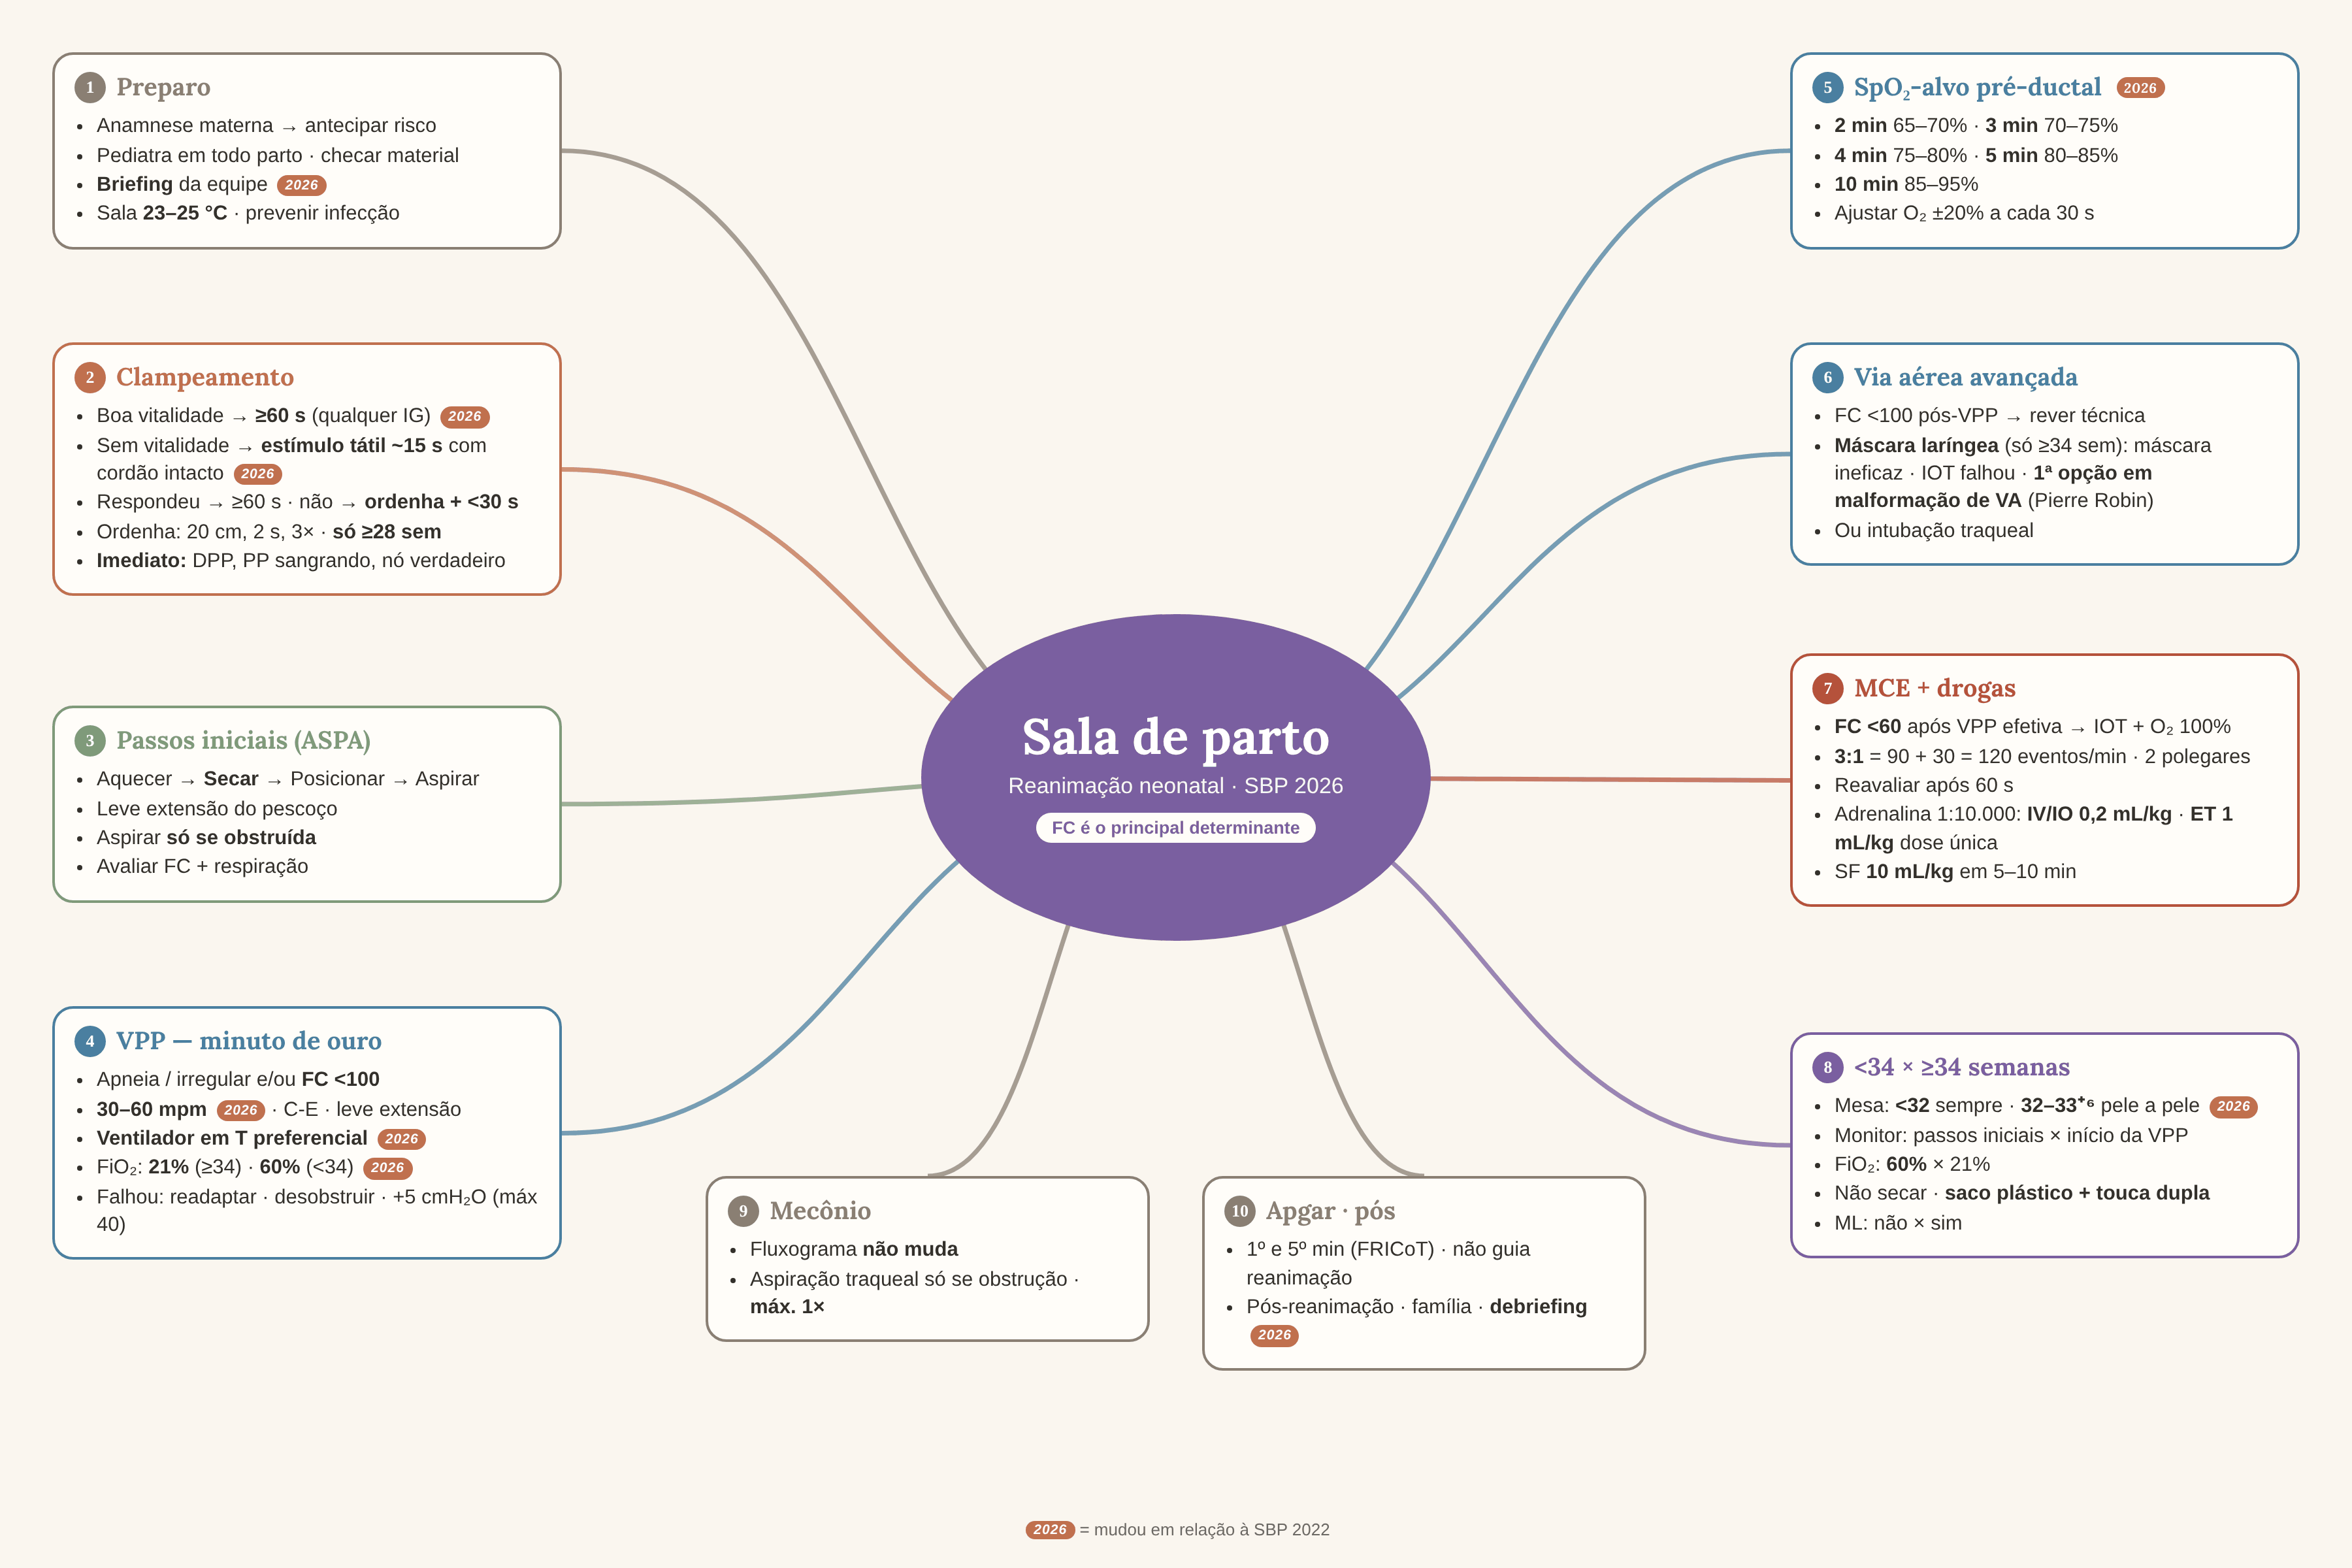 1 Preparo
• Anamnese materna → antecipar risco
• Pediatra em todo parto · checar material
• Briefing da equipe 2026
• Sala 23–25 °C · prevenir infecção
2 Clampeamento
• Boa vitalidade → ≥60 s (qualquer IG) 2026
• Sem vitalidade → estímulo tátil ~15 s com
cordão intacto 2026
• Respondeu → ≥60 s · não → ordenha + <30 s
• Ordenha: 20 cm, 2 s, 3× · só ≥28 sem
• Imediato: DPP, PP sangrando, nó verdadeiro
3 Passos iniciais (ASPA)
• Aquecer → Secar → Posicionar → Aspirar
• Leve extensão do pescoço
• Aspirar só se obstruída
• Avaliar FC + respiração
4 VPP — minuto de ouro
• Apneia / irregular e/ou FC <100
• 30–60 mpm 2026 · C-E · leve extensão
• Ventilador em T preferencial 2026
• FiO₂: 21% (≥34) · 60% (<34) 2026
• Falhou: readaptar · desobstruir · +5 cmH₂O (máx
40)
Sala de parto
Reanimação neonatal · SBP 2026
FC é o principal determinante
5 SpO₂-alvo pré-ductal 2026
• 2 min 65–70% · 3 min 70–75%
• 4 min 75–80% · 5 min 80–85%
• 10 min 85–95%
• Ajustar O₂ ±20% a cada 30 s
6 Via aérea avançada
• FC <100 pós-VPP → rever técnica
• Máscara laríngea (só ≥34 sem): máscara
ineficaz · IOT falhou · 1ª opção em
malformação de VA (Pierre Robin)
• Ou intubação traqueal
7 MCE + drogas
• FC <60 após VPP efetiva → IOT + O₂ 100%
• 3:1 = 90 + 30 = 120 eventos/min · 2 polegares
• Reavaliar após 60 s
• Adrenalina 1:10.000: IV/IO 0,2 mL/kg · ET 1
mL/kg dose única
• SF 10 mL/kg em 5–10 min
8 <34 × ≥34 semanas
• Mesa: <32 sempre · 32–33⁺⁶ pele a pele 2026
• Monitor: passos iniciais × início da VPP
• FiO₂: 60% × 21%
• Não secar · saco plástico + touca dupla
• ML: não × sim
9 Mecônio
• Fluxograma não muda
• Aspiração traqueal só se obstrução ·
máx. 1×
10 Apgar · pós
• 1º e 5º min (FRICoT) · não guia
reanimação
• Pós-reanimação · família · debriefing
2026
2026 = mudou em relação à SBP 2022